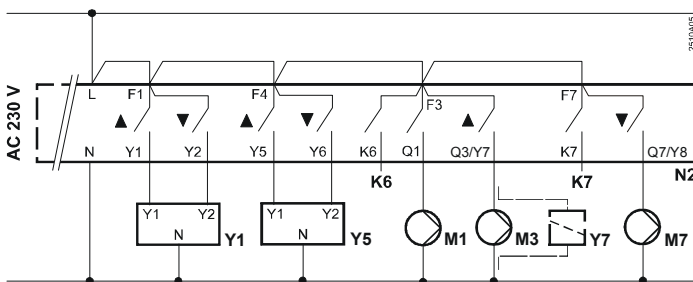 2510A05
AC 230 V
L F1 F4 F3 F7
N Y1 Y2 Y5 Y6 K6 Q1 Q3/Y7 K7 Q7/Y8
K6 K7 N2
Y1 Y2 Y1 Y2
N Y1 N Y5 M1 M3 Y7 M7